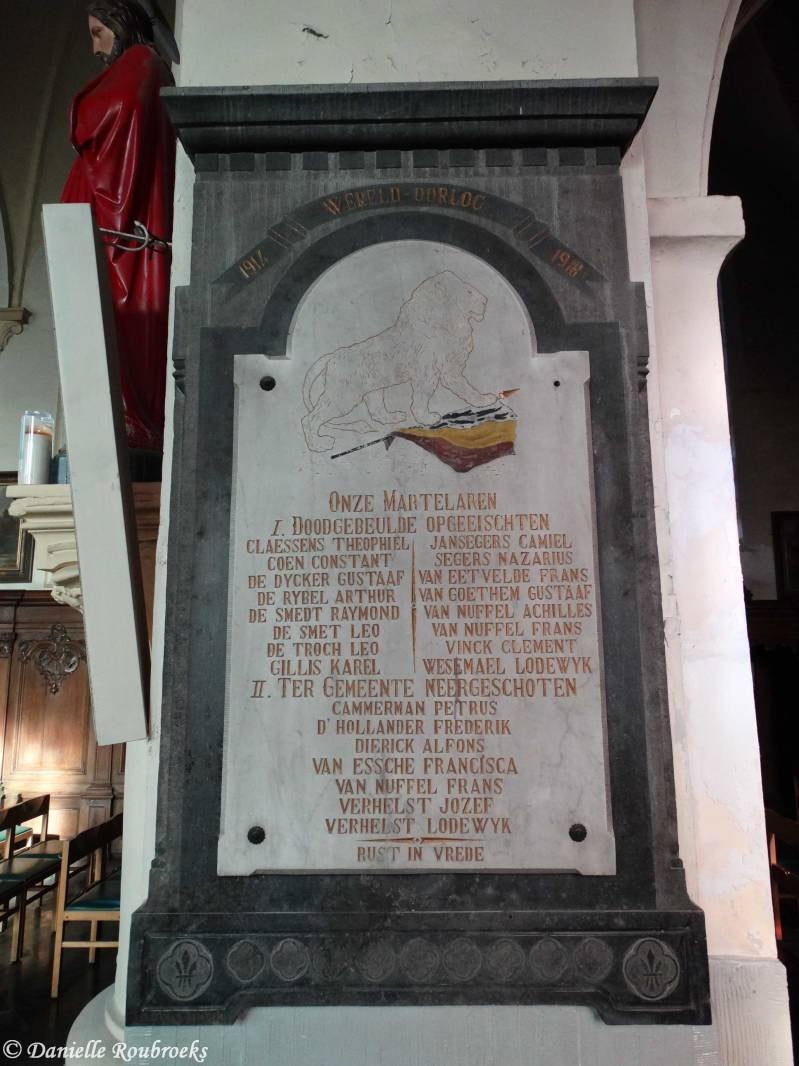 WERELD-OORLOG
1914 1918
ONZE MARTELAREN
I. DOODGEBEULDE OPGEEISCHTEN
CLAESSENS THEOPHIEL JANSEGERS CAMIEL
COEN CONSTANT SEGERS NAZARIUS
DE DYCKER GUSTAAF VAN EETVELDE FRANS
DE RYBEL ARTHUR VAN GOETHEM GUSTAAF
DE SMEDT RAYMOND VAN NUFFEL ACHILLES
DE SMET LEO VAN NUFFEL FRANS
DE TROCH LEO VINCK CLEMENT
GILLIS KAREL WESEMAEL LODEWYK
II. TER GEMEENTE NEERGESCHOTEN
CAMMERMAN PETRUS
D'HOLLANDER FREDERIK
DIERICK ALFONS
VAN ESSCHE FRANCISCA
VAN NUFFEL FRANS
VERHELST JOZEF
VERHELST LODEWYK
RUST IN VREDE
© Danielle Roubroeks